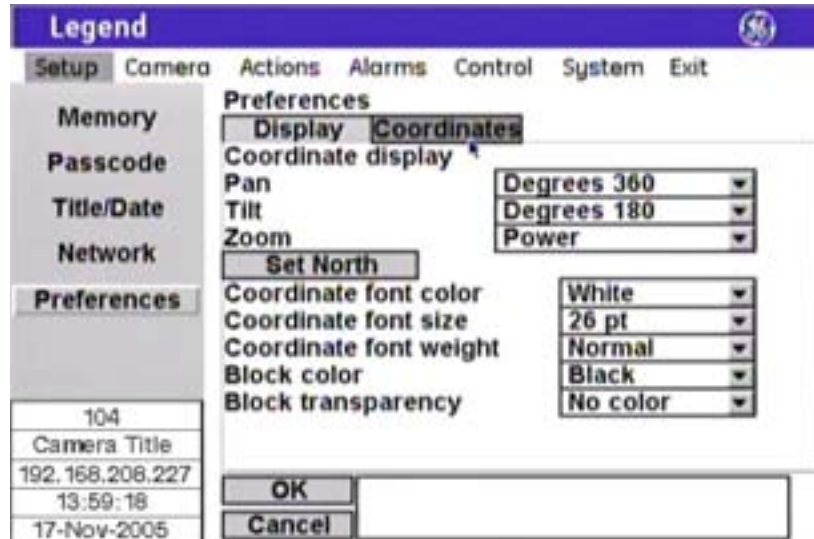 Legend
Setup Camera Actions Alarms Control System Exit
Memory
Passcode
Title/Date
Network
Preferences
104
Camera Title
192.168.208.227
13:59:18
17-Nov-2005
Preferences
Display Coordinates
Coordinate display
Pan Degrees 360
Tilt Degrees 180
Zoom Power
Set North
Coordinate font color White
Coordinate font size 26 pt
Coordinate font weight Normal
Block color Black
Block transparency No color
OK
Cancel
GE